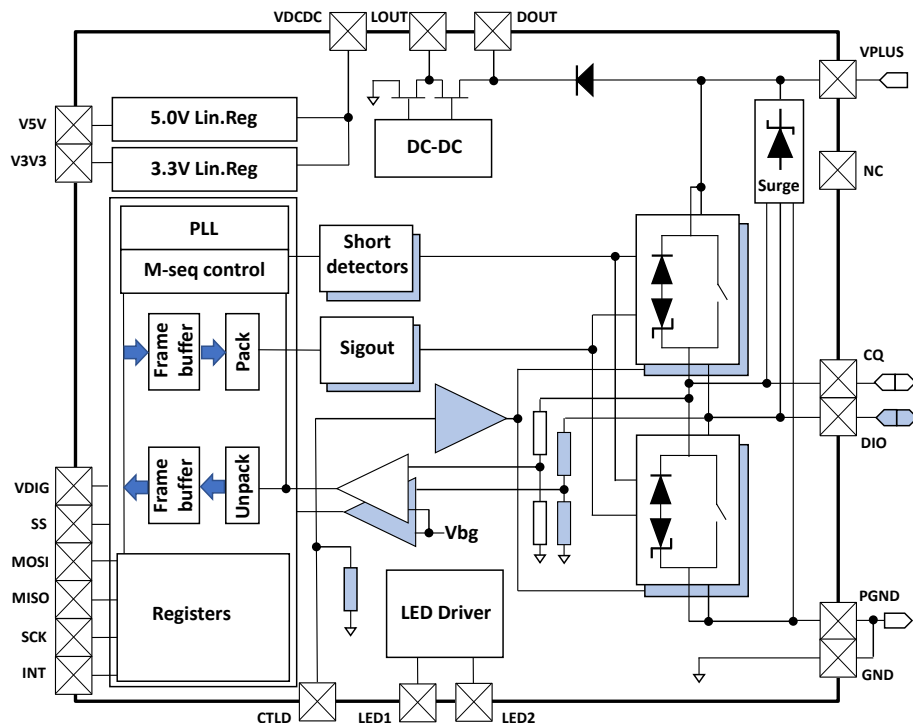 VDCDC
LOUT
DOUT
VPLUS
V5V
5.0V Lin.Reg
V3V3
3.3V Lin.Reg
DC-DC
Surge
NC
PLL
M-seq control
Short
detectors
Frame
buffer
Pack
Sigout
CQ
DIO
VDIG
SS
MOSI
MISO
SCK
INT
Frame
buffer
Unpack
Vbg
Registers
LED Driver
PGND
GND
CTLD
LED1
LED2